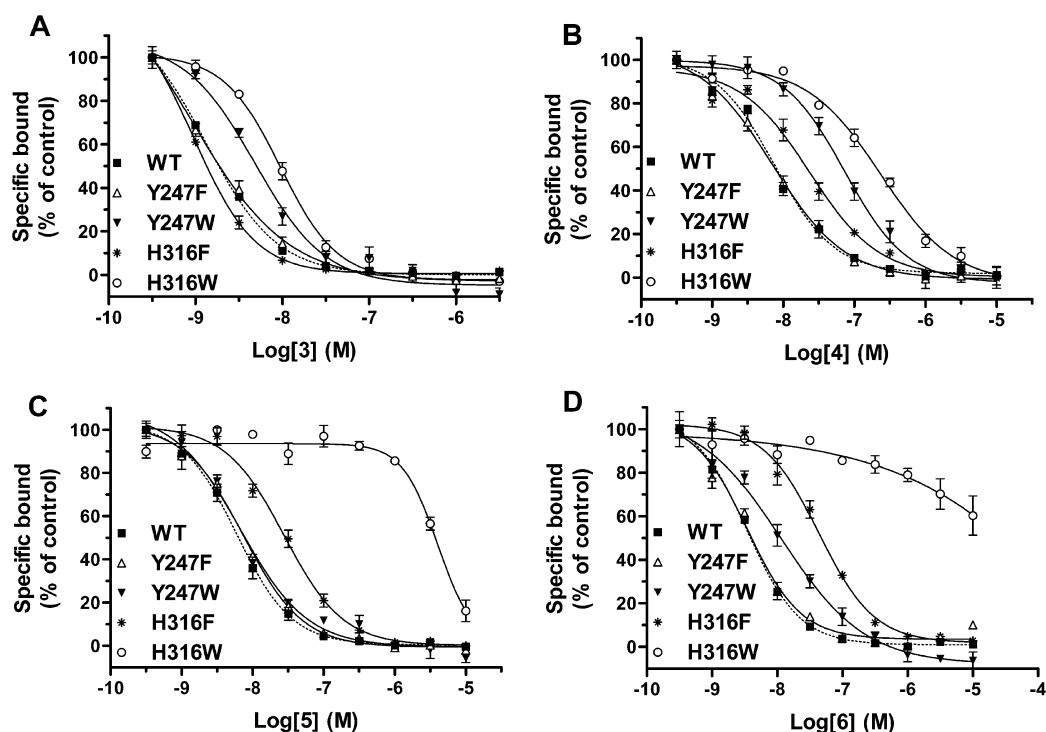 A
Specific bound
(% of control)
100
80
60
40
20
0
WT
Y247F
Y247W
H316F
H316W
-10 -9 -8 -7 -6
Log[3] (M)
B
Specific bound
(% of control)
100
80
60
40
20
0
WT
Y247F
Y247W
H316F
H316W
-10 -9 -8 -7 -6 -5
Log[4] (M)
C
Specific bound
(% of control)
100
80
60
40
20
0
WT
Y247F
Y247W
H316F
H316W
-10 -9 -8 -7 -6 -5
Log[5] (M)
D
Specific bound
(% of control)
100
80
60
40
20
0
WT
Y247F
Y247W
H316F
H316W
-10 -9 -8 -7 -6 -5 -4
Log[6] (M)